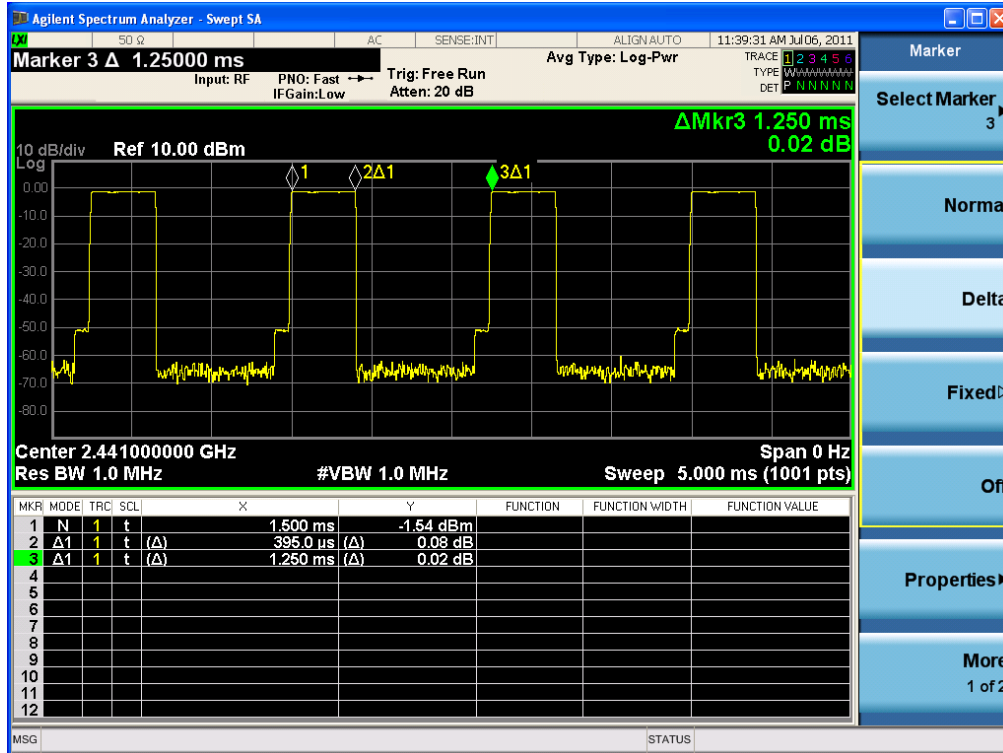 Agilent Spectrum Analyzer - Swept SA
LXI 50 Ω AC SENSE:INT ALIGN AUTO 11:39:31 AM Jul 06, 2011
Marker 3 Δ 1.25000 ms
Input: RF PNO: Fast Trig: Free Run Avg Type: Log-Pwr TRACE 1 2 3 4 5 6
IFGain:Low Atten: 20 dB TYPE
DET P N N N N N
ΔMkr3 1.250 ms
0.02 dB
10 dB/div Ref 10.00 dBm
Log
1 2Δ1 3Δ1
0.00
-10.0
-20.0
-30.0
-40.0
-50.0
-60.0
-70.0
-80.0
Center 2.441000000 GHz Span 0 Hz
Res BW 1.0 MHz #VBW 1.0 MHz Sweep 5.000 ms (1001 pts)
MKR MODE TRC SCL X Y FUNCTION FUNCTION WIDTH FUNCTION VALUE
1 N 1 t 1.500 ms -1.54 dBm
2 Δ1 1 t (Δ) 395.0 µs (Δ) 0.08 dB
3 Δ1 1 t (Δ) 1.250 ms (Δ) 0.02 dB
4
5
6
7
8
9
10
11
12
MSG STATUS
Marker
Select Marker
3
Norma
Delta
Fixed
Of
Properties
More
1 of 2